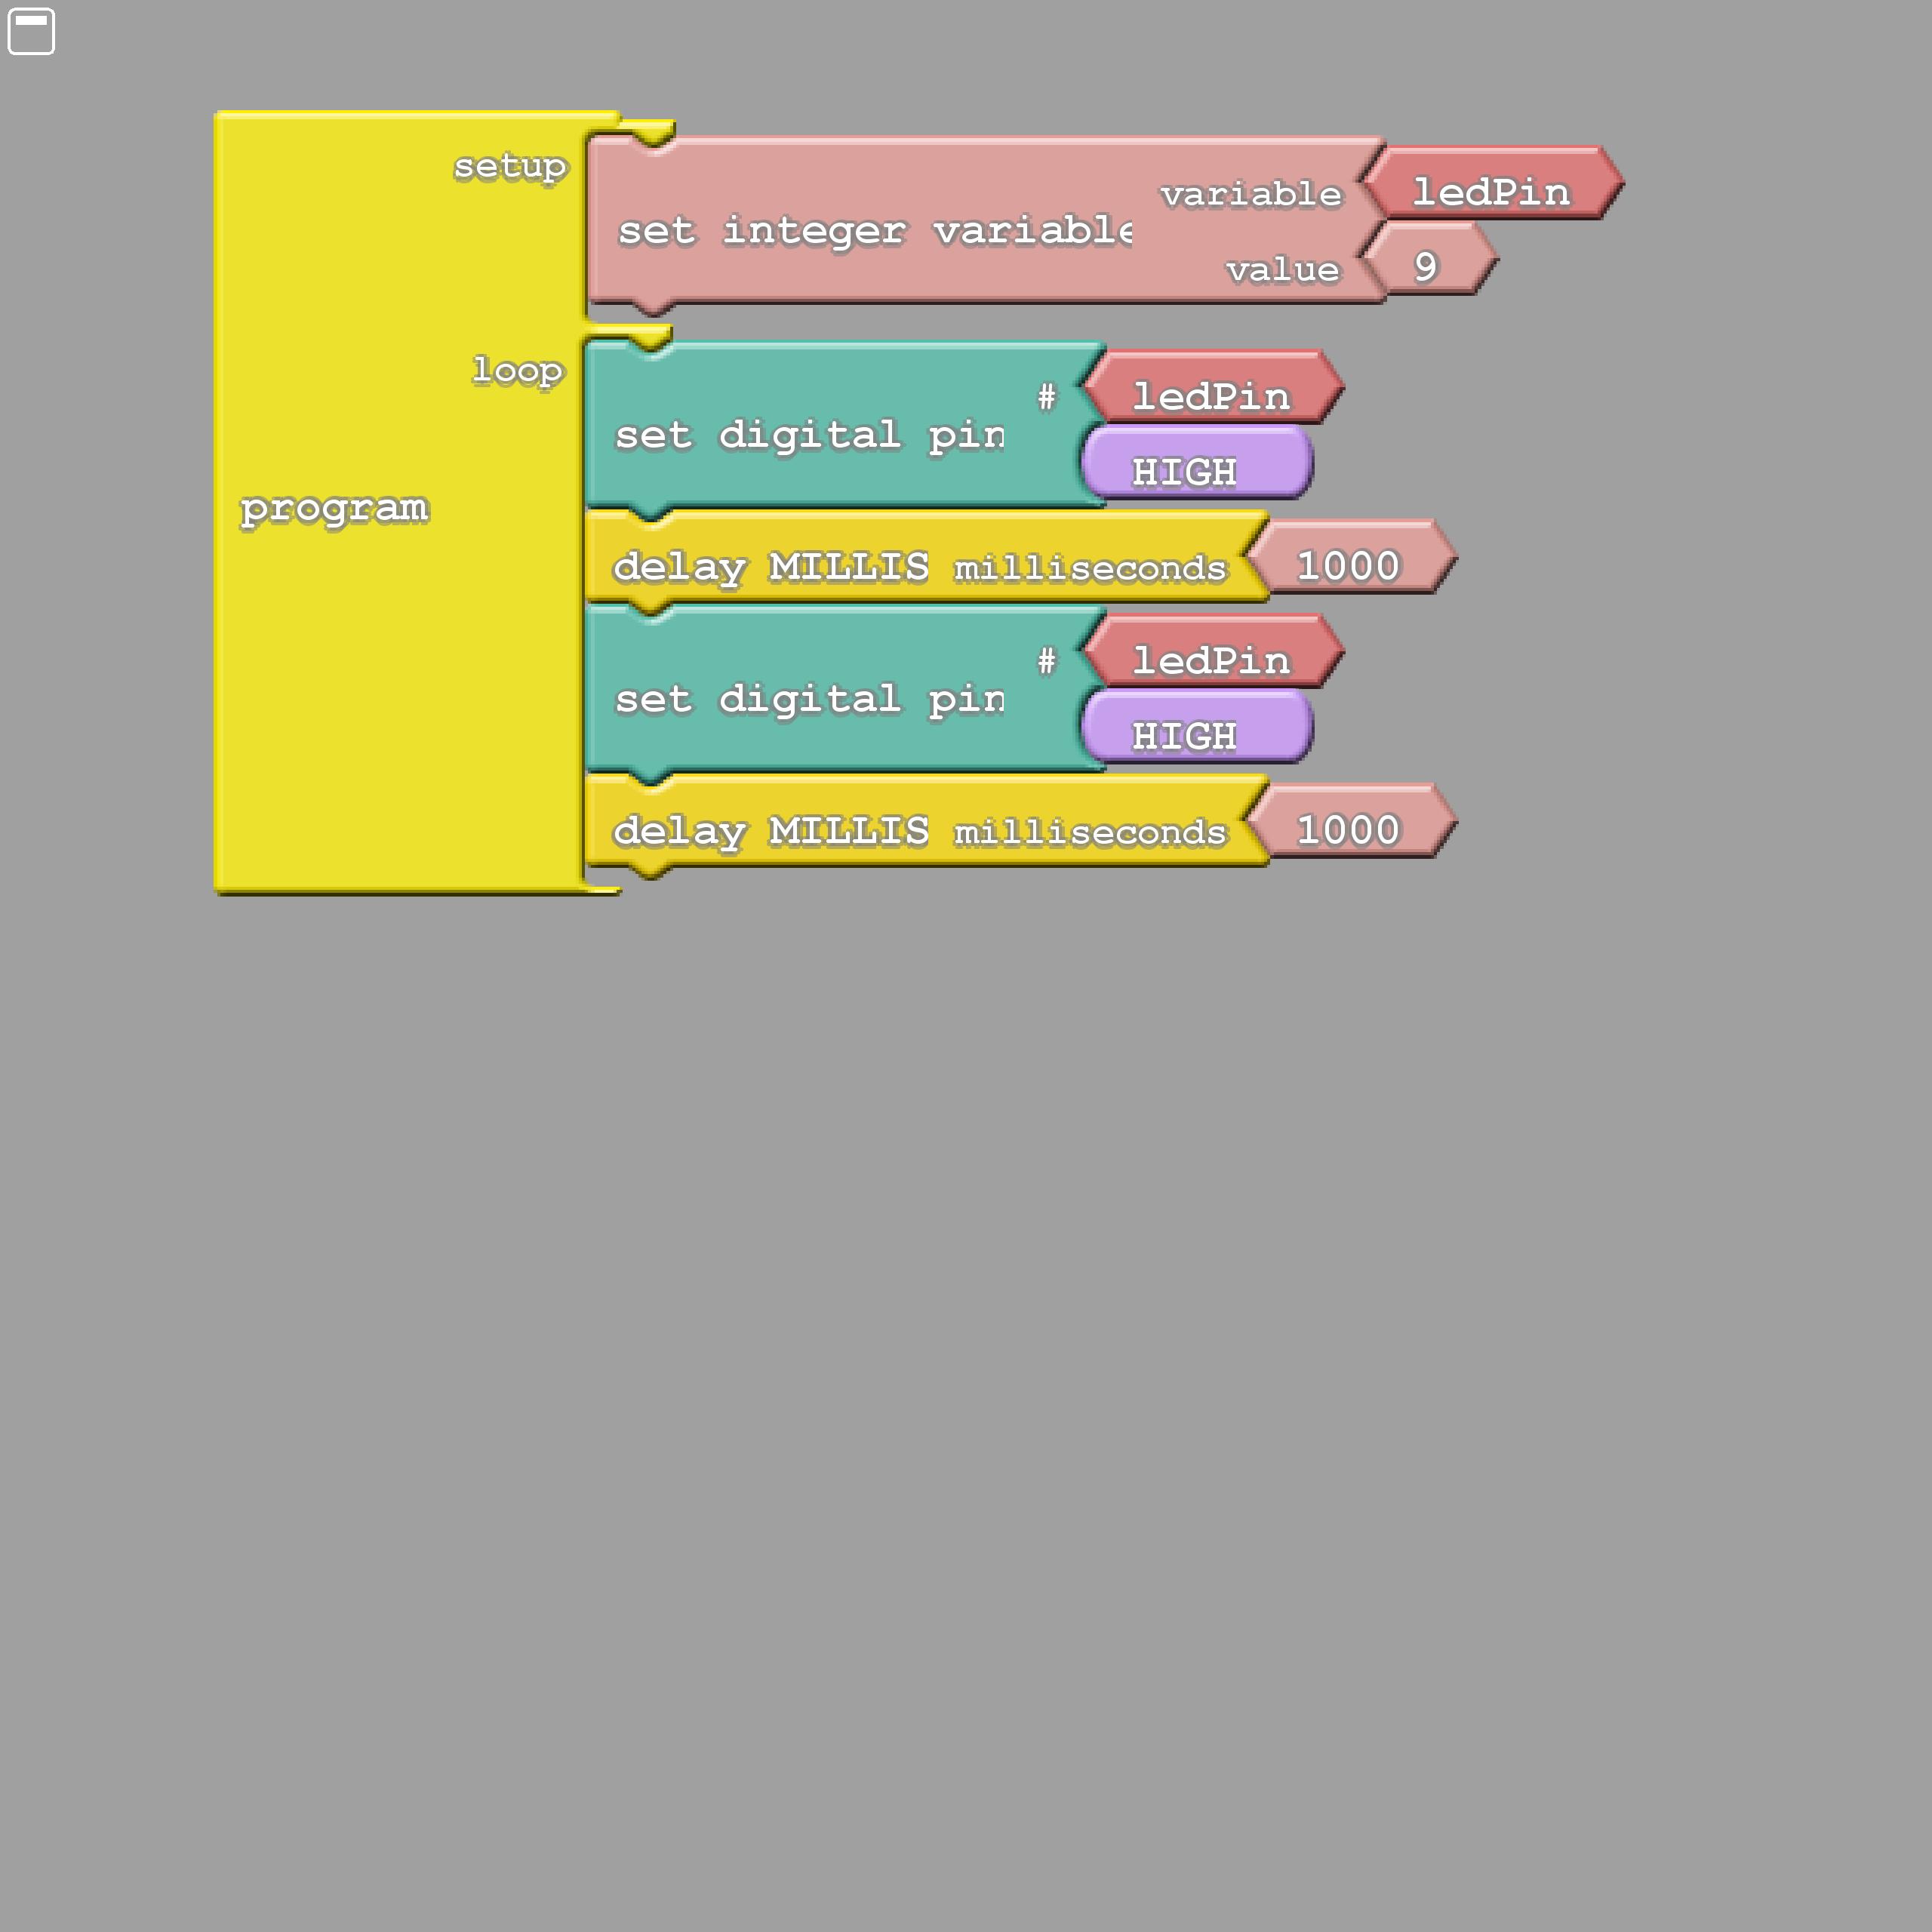 setup
set integer variable
variable
ledPin
value
9
loop
set digital pin
#
ledPin
HIGH
program
delay MILLIS milliseconds
1000
set digital pin
#
ledPin
HIGH
delay MILLIS milliseconds
1000